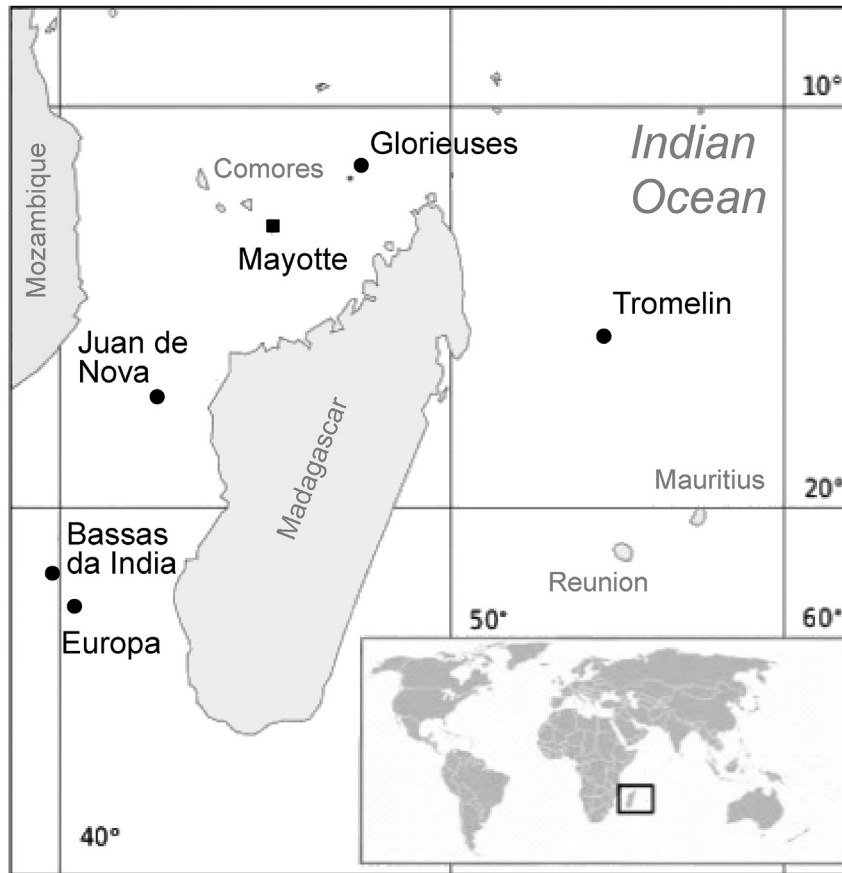 10°
Indian
Ocean
Glorieuses
Comores
Mozambique
Mayotte
Tromelin
Juan de
Nova
Madagascar
Mauritius
20°
Bassas
da India
Reunion
50°
60°
Europa
40°